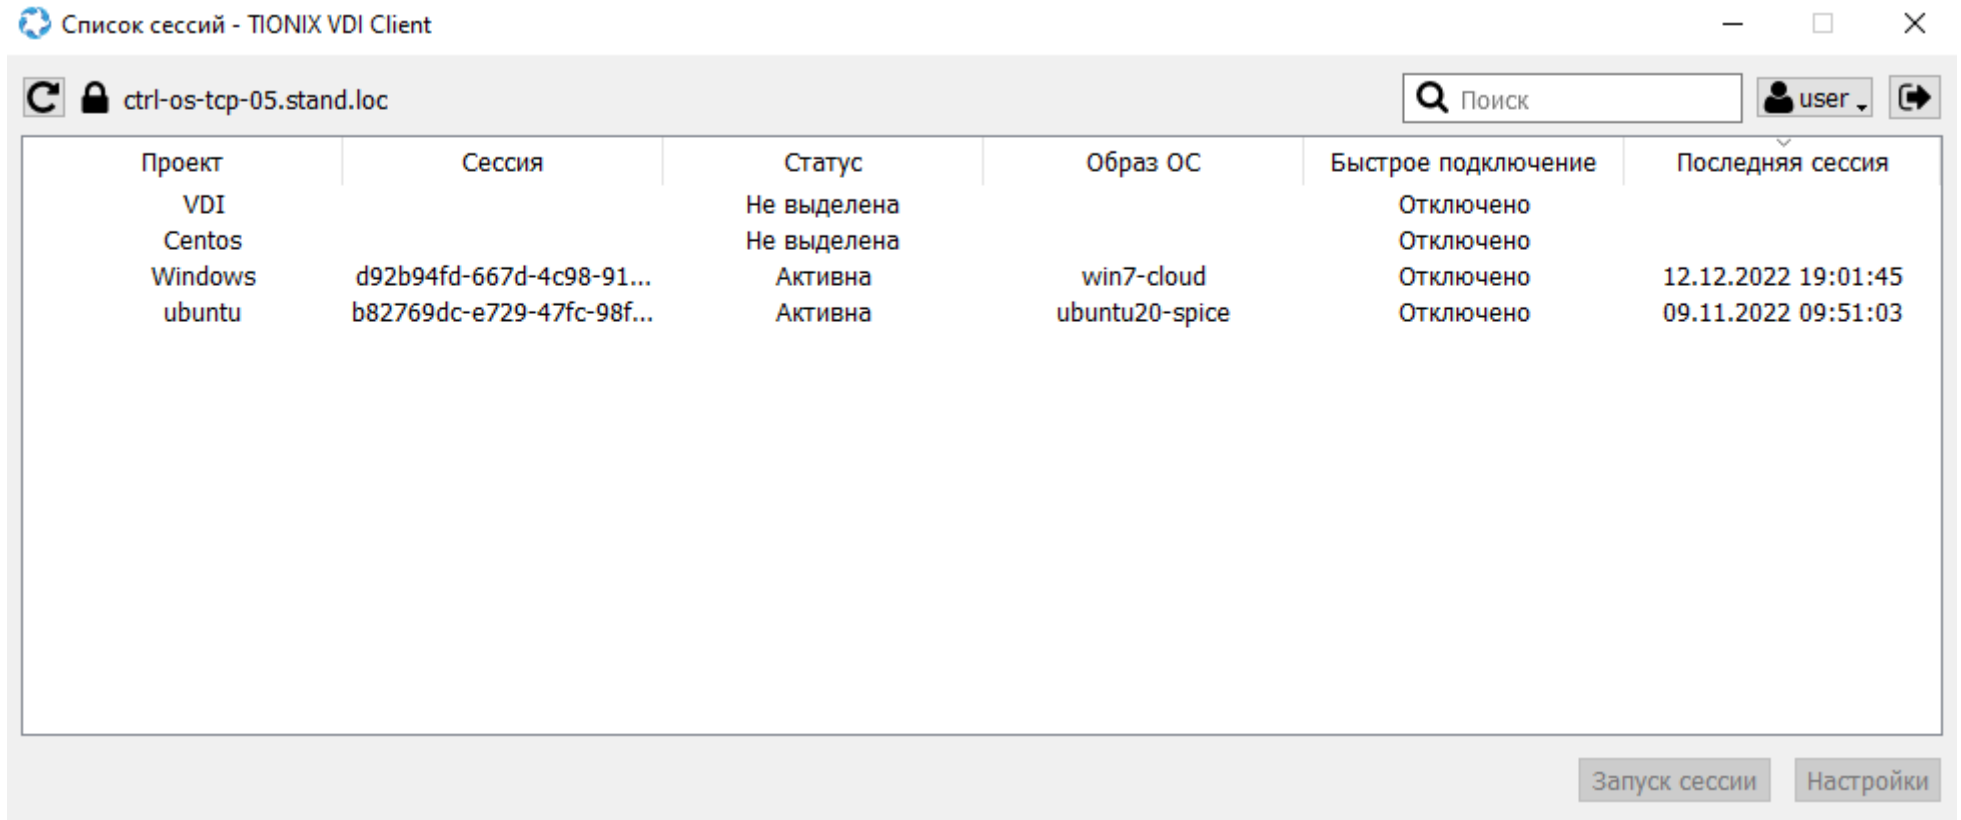 Список сессий - TIONIX VDI Client
ctrl-os-tcp-05.stand.loc Поиск user
Проект Сессия Статус Образ ОС Быстрое подключение Последняя сессия
VDI Не выделена Отключено
Centos Не выделена Отключено
Windows d92b94fd-667d-4c98-91... Активна win7-cloud Отключено 12.12.2022 19:01:45
ubuntu b82769dc-e729-47fc-98f... Активна ubuntu20-spice Отключено 09.11.2022 09:51:03
Запуск сессии Настройки